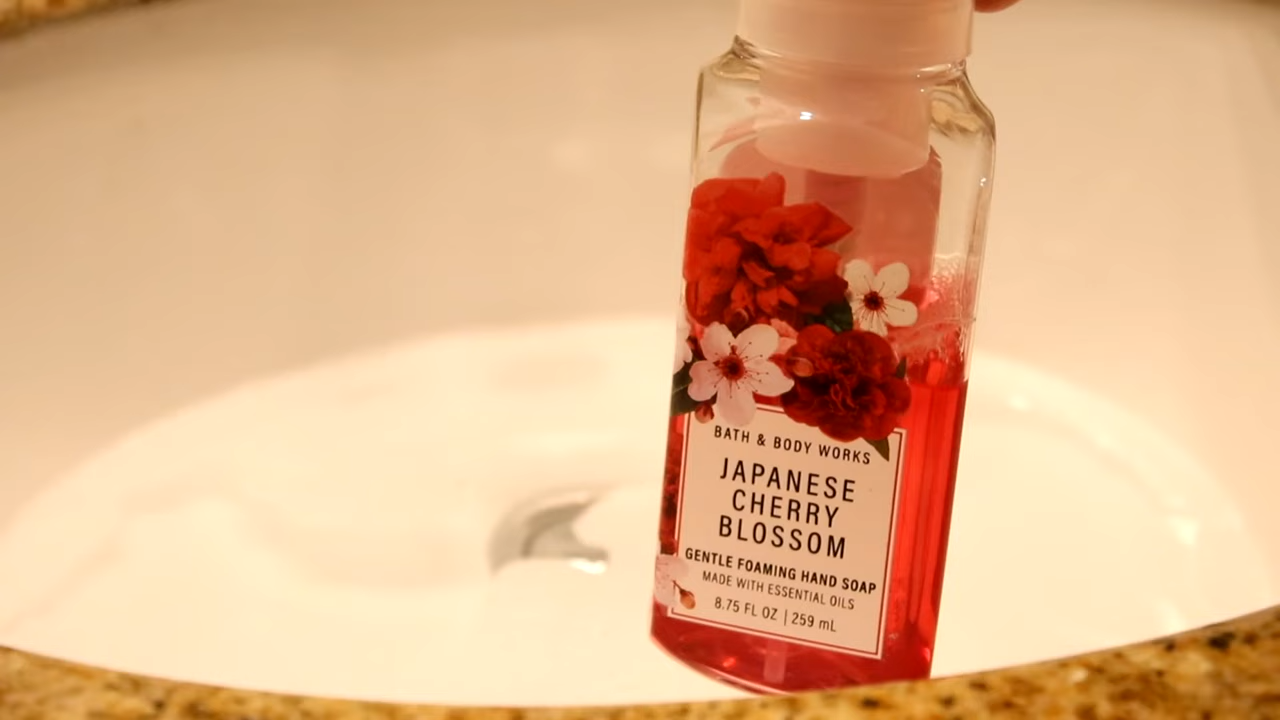 BATH & BODY WORKS
JAPANESE
CHERRY
BLOSSOM
GENTLE FOAMING HAND SOAP
MADE WITH ESSENTIAL OILS
8.75 FL OZ | 259 mL